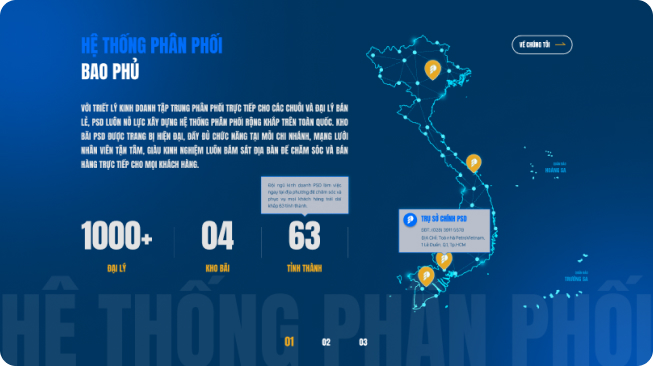 HỆ THỐNG PHÂN PHỐI
BAO PHỦ
VỀ CHÚNG TÔI
VỚI TRIẾT LÝ KINH DOANH TẬP TRUNG PHÂN PHỐI TRỰC TIẾP CHO CÁC CHUỖI VÀ ĐẠI LÝ BÁN
LẺ, PSD LUÔN NỖ LỰC XÂY DỰNG HỆ THỐNG PHÂN PHỐI RỘNG KHẮP TRÊN TOÀN QUỐC. KHO
BÃI PSD ĐƯỢC TRANG BỊ HIỆN ĐẠI, ĐẦY ĐỦ CHỨC NĂNG TẠI MỖI CHI NHÁNH, MẠNG LƯỚI
NHÂN VIÊN TẬN TÂM, GIÀU KINH NGHIỆM LUÔN BÁM SÁT ĐỊA BÀN ĐỂ CHĂM SÓC VÀ BÁN
HÀNG TRỰC TIẾP CHO MỌI KHÁCH HÀNG.
Đội ngũ kinh doanh PSD làm việc
ngay tại địa phương để chăm sóc và
phục vụ mọi khách hàng trải dài
khắp 63 tỉnh thành.
1000+
ĐẠI LÝ
04
KHO BÃI
63
TỈNH THÀNH
HOÀNG SA
TRỤ SỞ CHÍNH PSD
TRƯỜNG SA
HỆ THỐNG PHÂN PHỐI
01
02
03